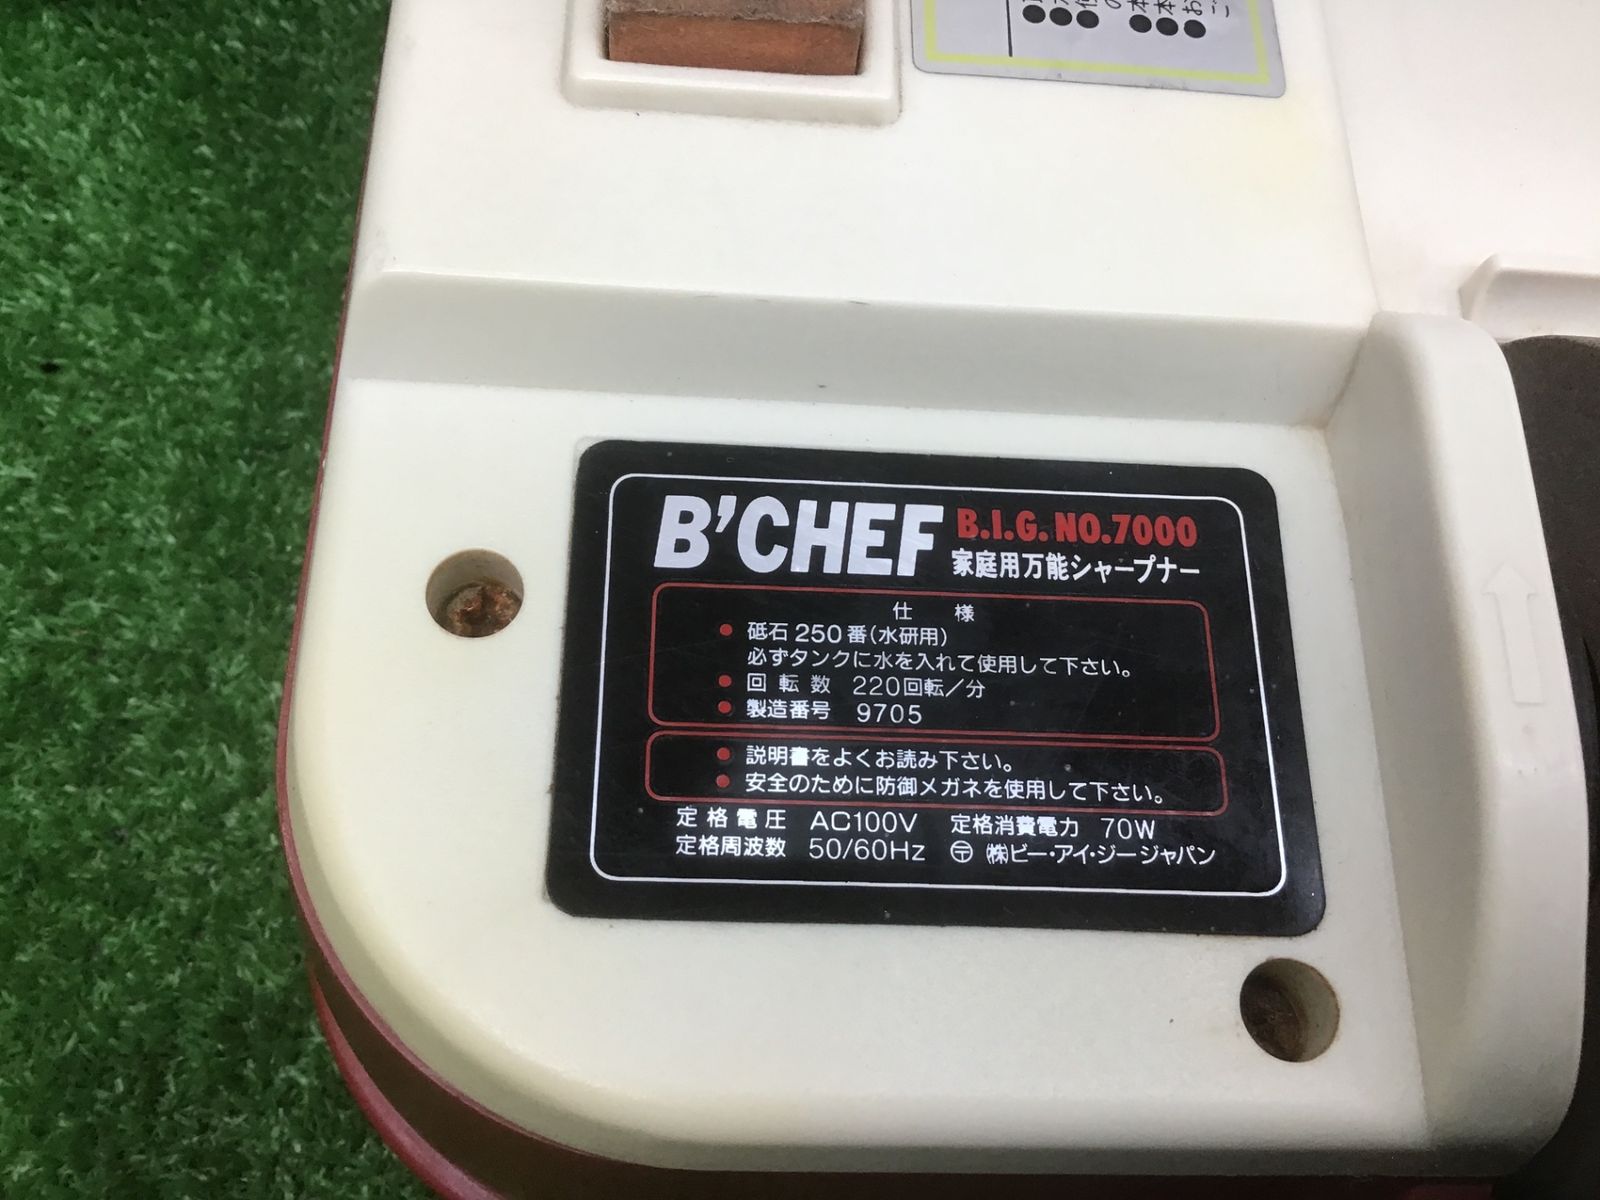 B'CHEF B.I.G. NO.7000
家庭用万能シャープナー
仕 様
● 砥石250番(水研用)
必ずタンクに水を入れて使用して下さい。
● 回転数 220回転/分
● 製造番号 9705
● 説明書をよくお読み下さい。
● 安全のために防御メガネを使用して下さい。
定格電圧 AC100V 定格消費電力 70W
定格周波数 50/60Hz 〶 ㈱ビー・アイ・ジージャパン